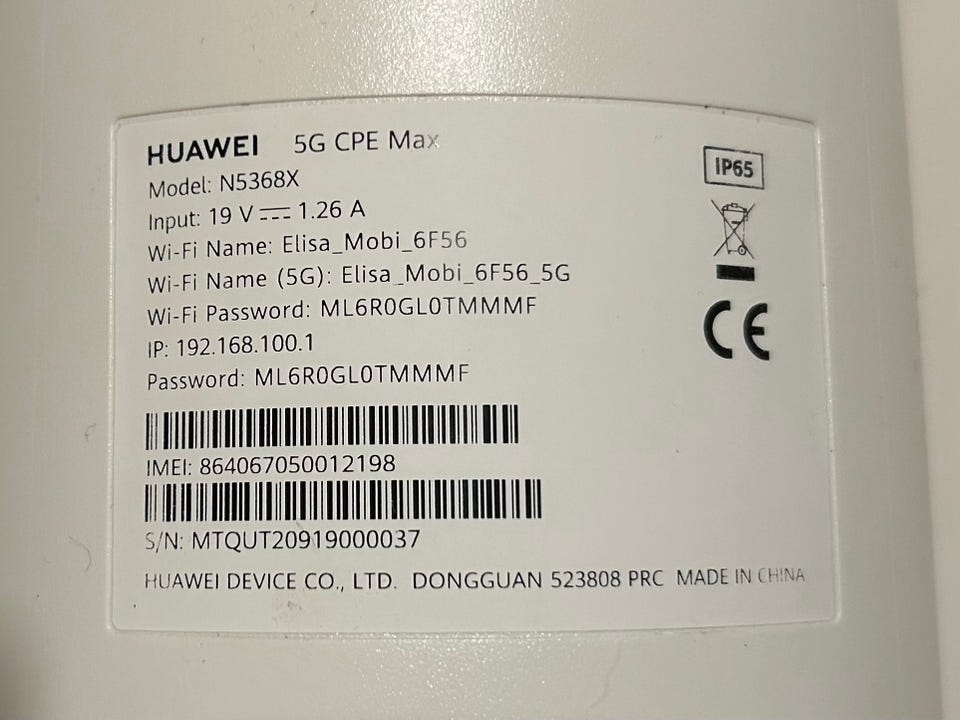 HUAWEI 5G CPE Max
Model: N5368X
Input: 19 V ⎓ 1.26 A
Wi-Fi Name: Elisa_Mobi_6F56
Wi-Fi Name (5G): Elisa_Mobi_6F56_5G
Wi-Fi Password: ML6R0GL0TMMMF
IP: 192.168.100.1
Password: ML6R0GL0TMMMF
IMEI: 864067050012198
S/N: MTQUT20919000037
HUAWEI DEVICE CO., LTD. DONGGUAN 523808 PRC MADE IN CHINA
IP65
CE